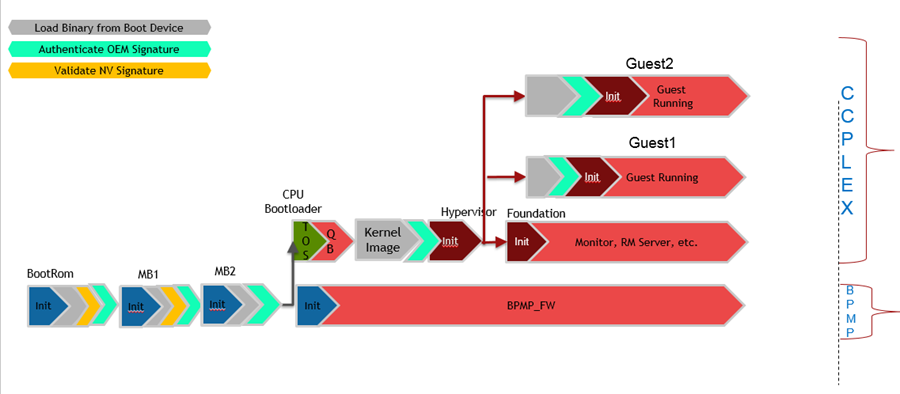 Load Binary from Boot Device
Authenticate OEM Signature
Validate NV Signature
Guest2
Init
Guest
Running
Guest1
Init
Guest Running
CPU
Bootloader
Hypervisor
Foundation
T
O
S
Q
B
Kernel
Image
Init
Init
Monitor, RM Server, etc.
BootRom
MB1
MB2
Init
Init
Init
Init
BPMP_FW
C
C
P
L
E
X
B
P
M
P